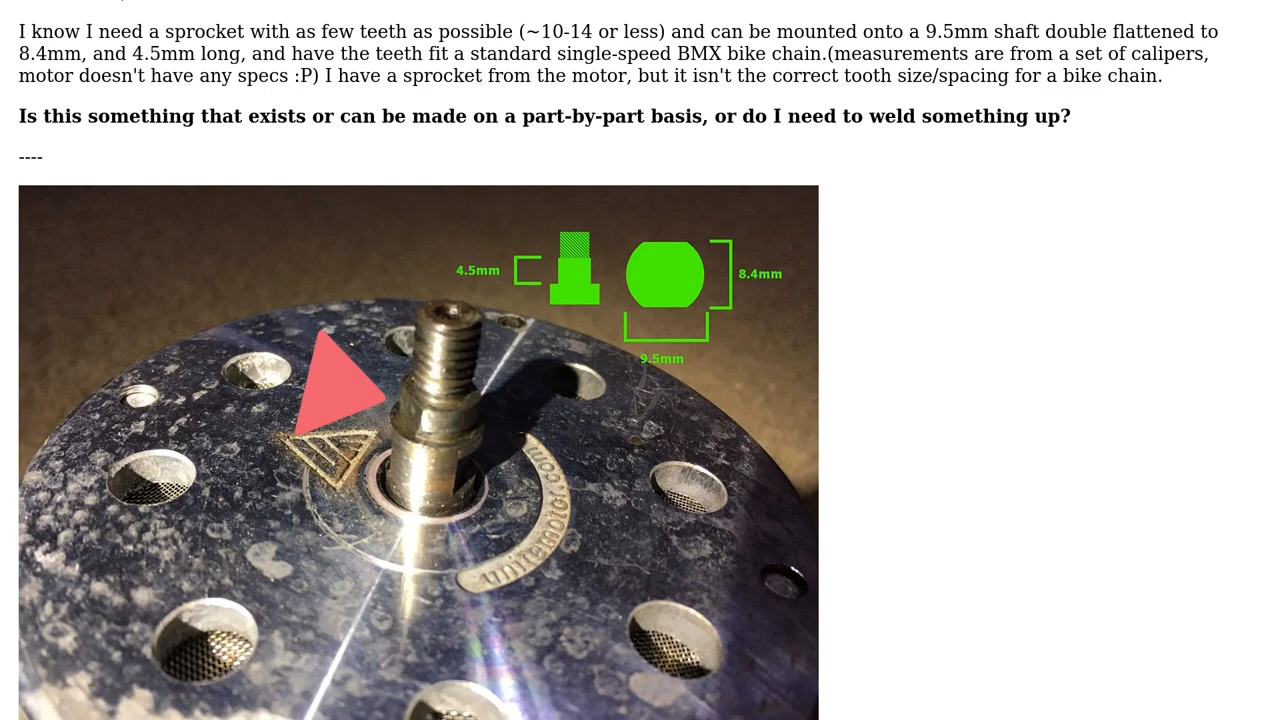 I know I need a sprocket with as few teeth as possible (~10-14 or less) and can be mounted onto a 9.5mm shaft double flattened to
8.4mm, and 4.5mm long, and have the teeth fit a standard single-speed BMX bike chain.(measurements are from a set of calipers,
motor doesn't have any specs :P) I have a sprocket from the motor, but it isn't the correct tooth size/spacing for a bike chain.
Is this something that exists or can be made on a part-by-part basis, or do I need to weld something up?
----
4.5mm
8.4mm
9.5mm
unitemotor.com